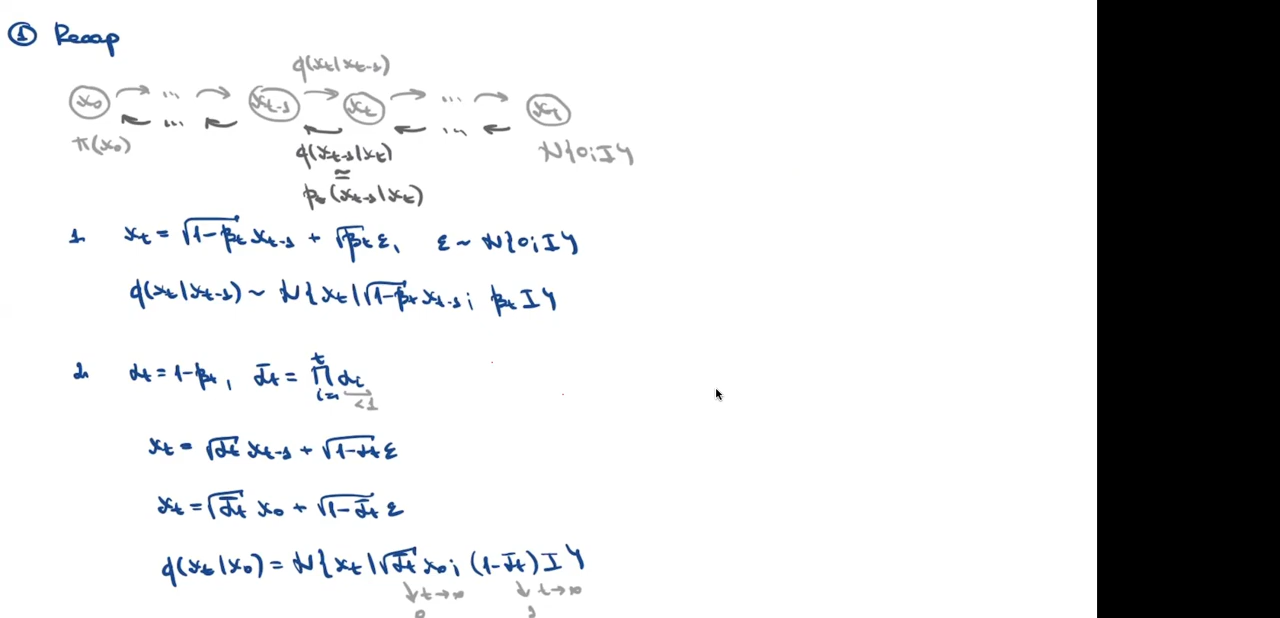 ① Recap
q(x_t|x_{t-1})
x_0 → ... → x_{t-1} → x_t → ... → x_T
← ... ← ← ← ... ←
π(x_0) q(x_{t-1}|x_t) N{0; I}
≃
p_θ(x_{t-1}|x_t)
1. x_t = √(1-β_t) x_{t-1} + √β_t ε, ε ~ N{0; I}
q(x_t|x_{t-1}) ~ N{x_t|√(1-β_t) x_{t-1}; β_t I}
2. α_t = 1-β_t, ᾱ_t = ∏_{i=1}^{t} α_i
<1
x_t = √α_t x_{t-1} + √(1-α_t) ε
x_t = √ᾱ_t x_0 + √(1-ᾱ_t) ε
q(x_t|x_0) = N{x_t|√ᾱ_t x_0; (1-ᾱ_t) I}
↓ t→∞ ↓ t→∞
0 1